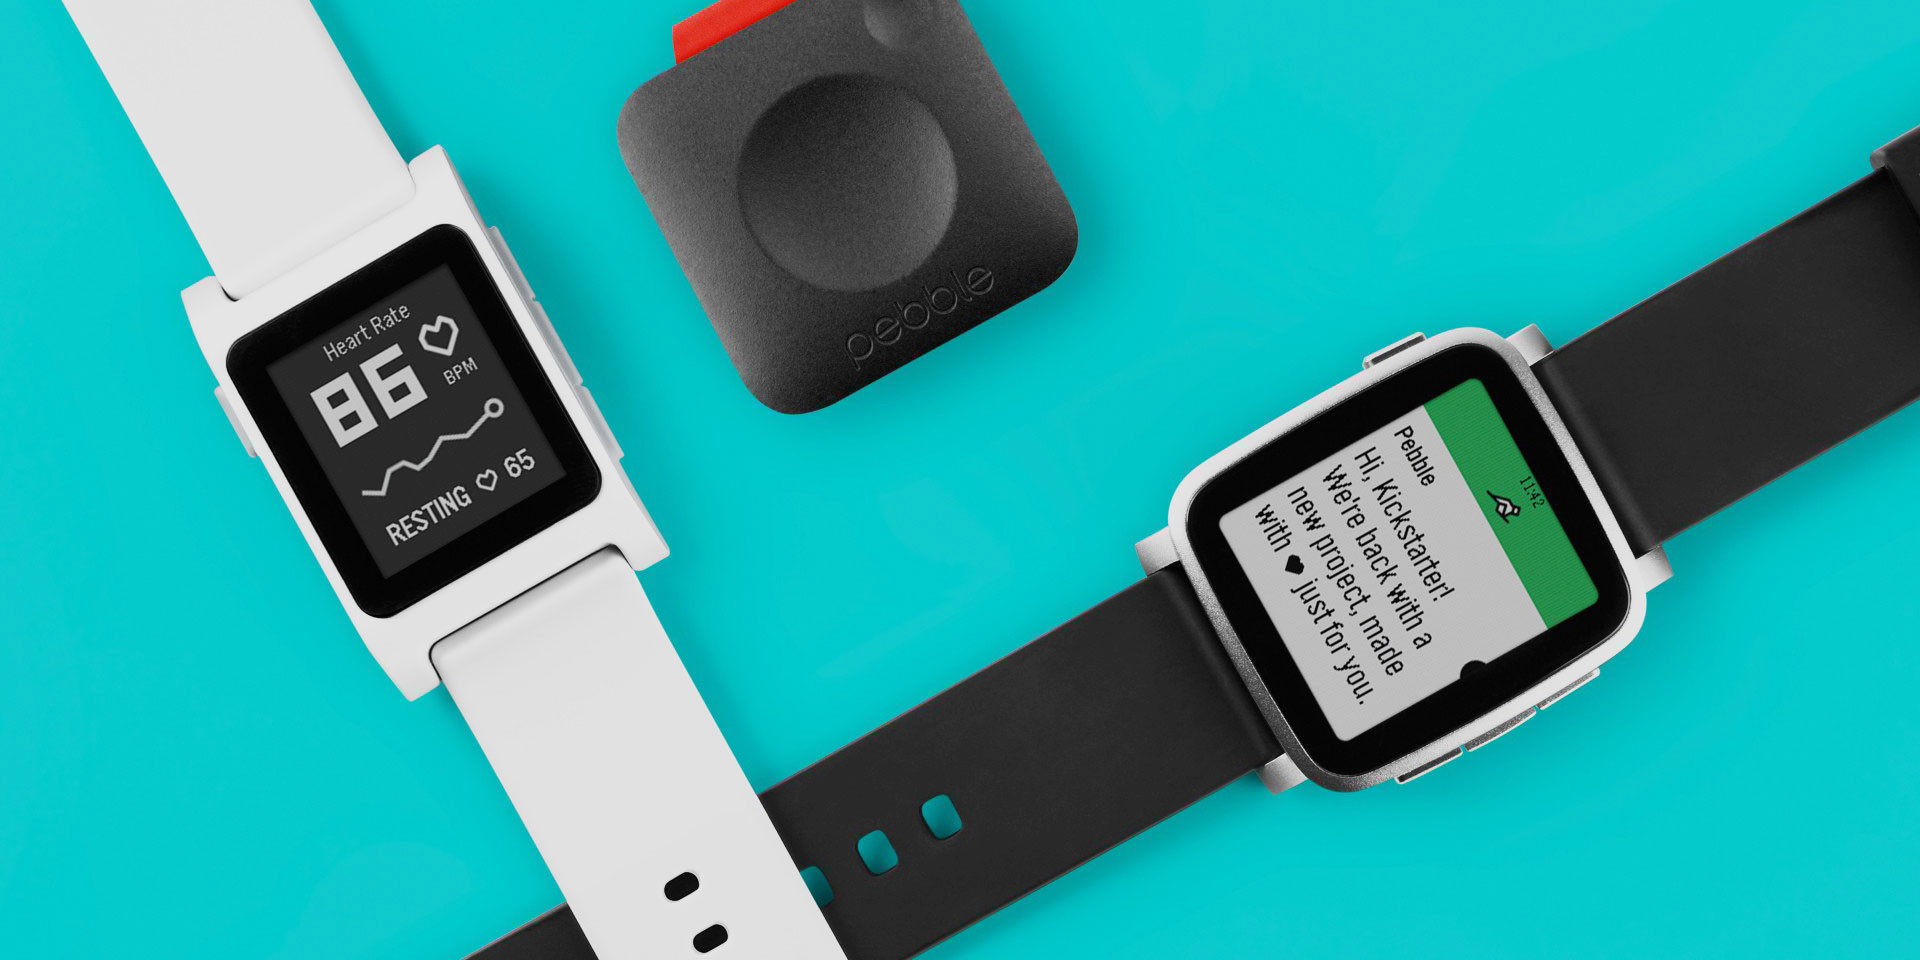 Heart Rate
86
BPM
RESTING 65
pebble
11:42
Pebble
Hi, Kickstarter!
We're back with a
new project, made
with ♥ just for you.